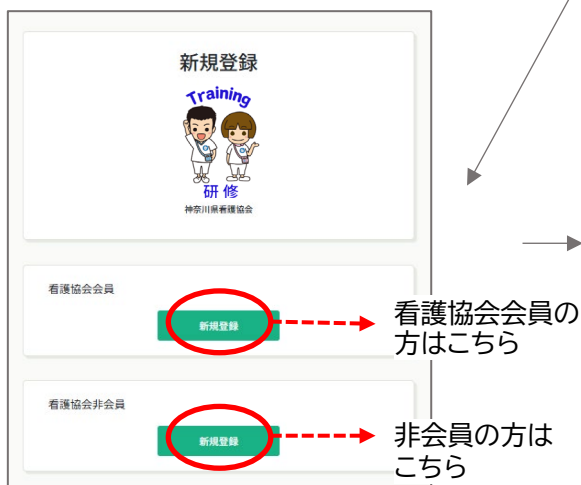 新規登録
Training
研修
神奈川県看護協会
看護協会会員
新規登録
看護協会会員の
方はこちら
看護協会非会員
新規登録
非会員の方は
こちら